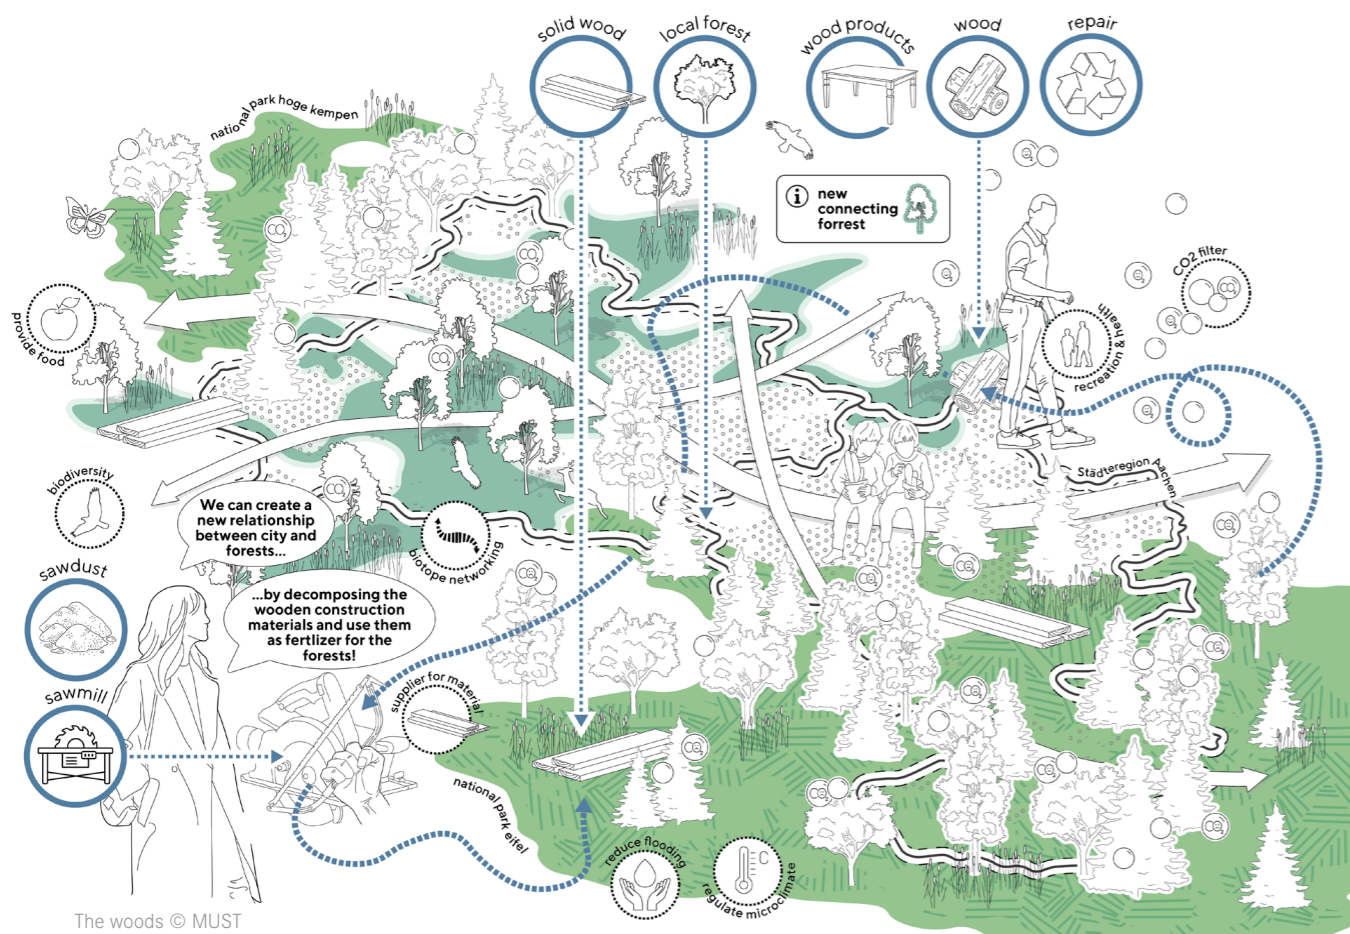 solid wood
local forest
wood products
wood
repair
national park hoge kempen
new
connecting
forrest
CO2 filter
provide food
recreation & health
biodiversity
Städteregion Aachen
We can create a
new relationship
between city and
forests...
biotope networking
sawdust
...by decomposing the
wooden construction
materials and use them
as fertlizer for the
forests!
sawmill
supplier for material
national park eifel
reduce flooding
C
regulate microclimate
The woods © MUST